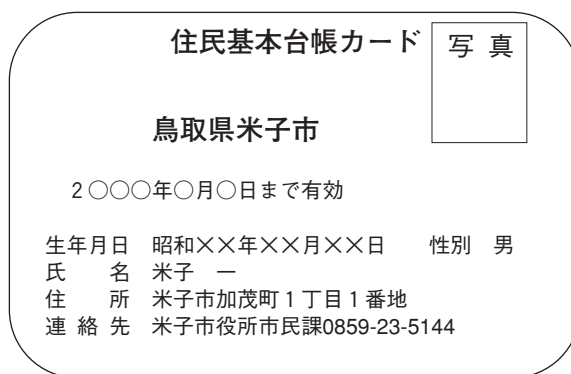 住民基本台帳カード
写 真
鳥取県米子市
２○○○年○月○日まで有効
生年月日　昭和××年××月××日　　性別　男
氏　　名　米子　一
住　　所　米子市加茂町１丁目１番地
連 絡 先　米子市役所市民課0859-23-5144